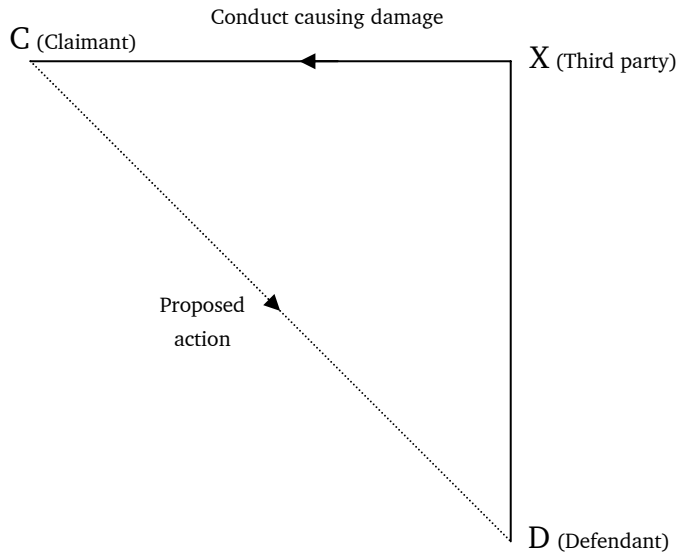 Conduct causing damage
C (Claimant)
X (Third party)
Proposed
action
D (Defendant)